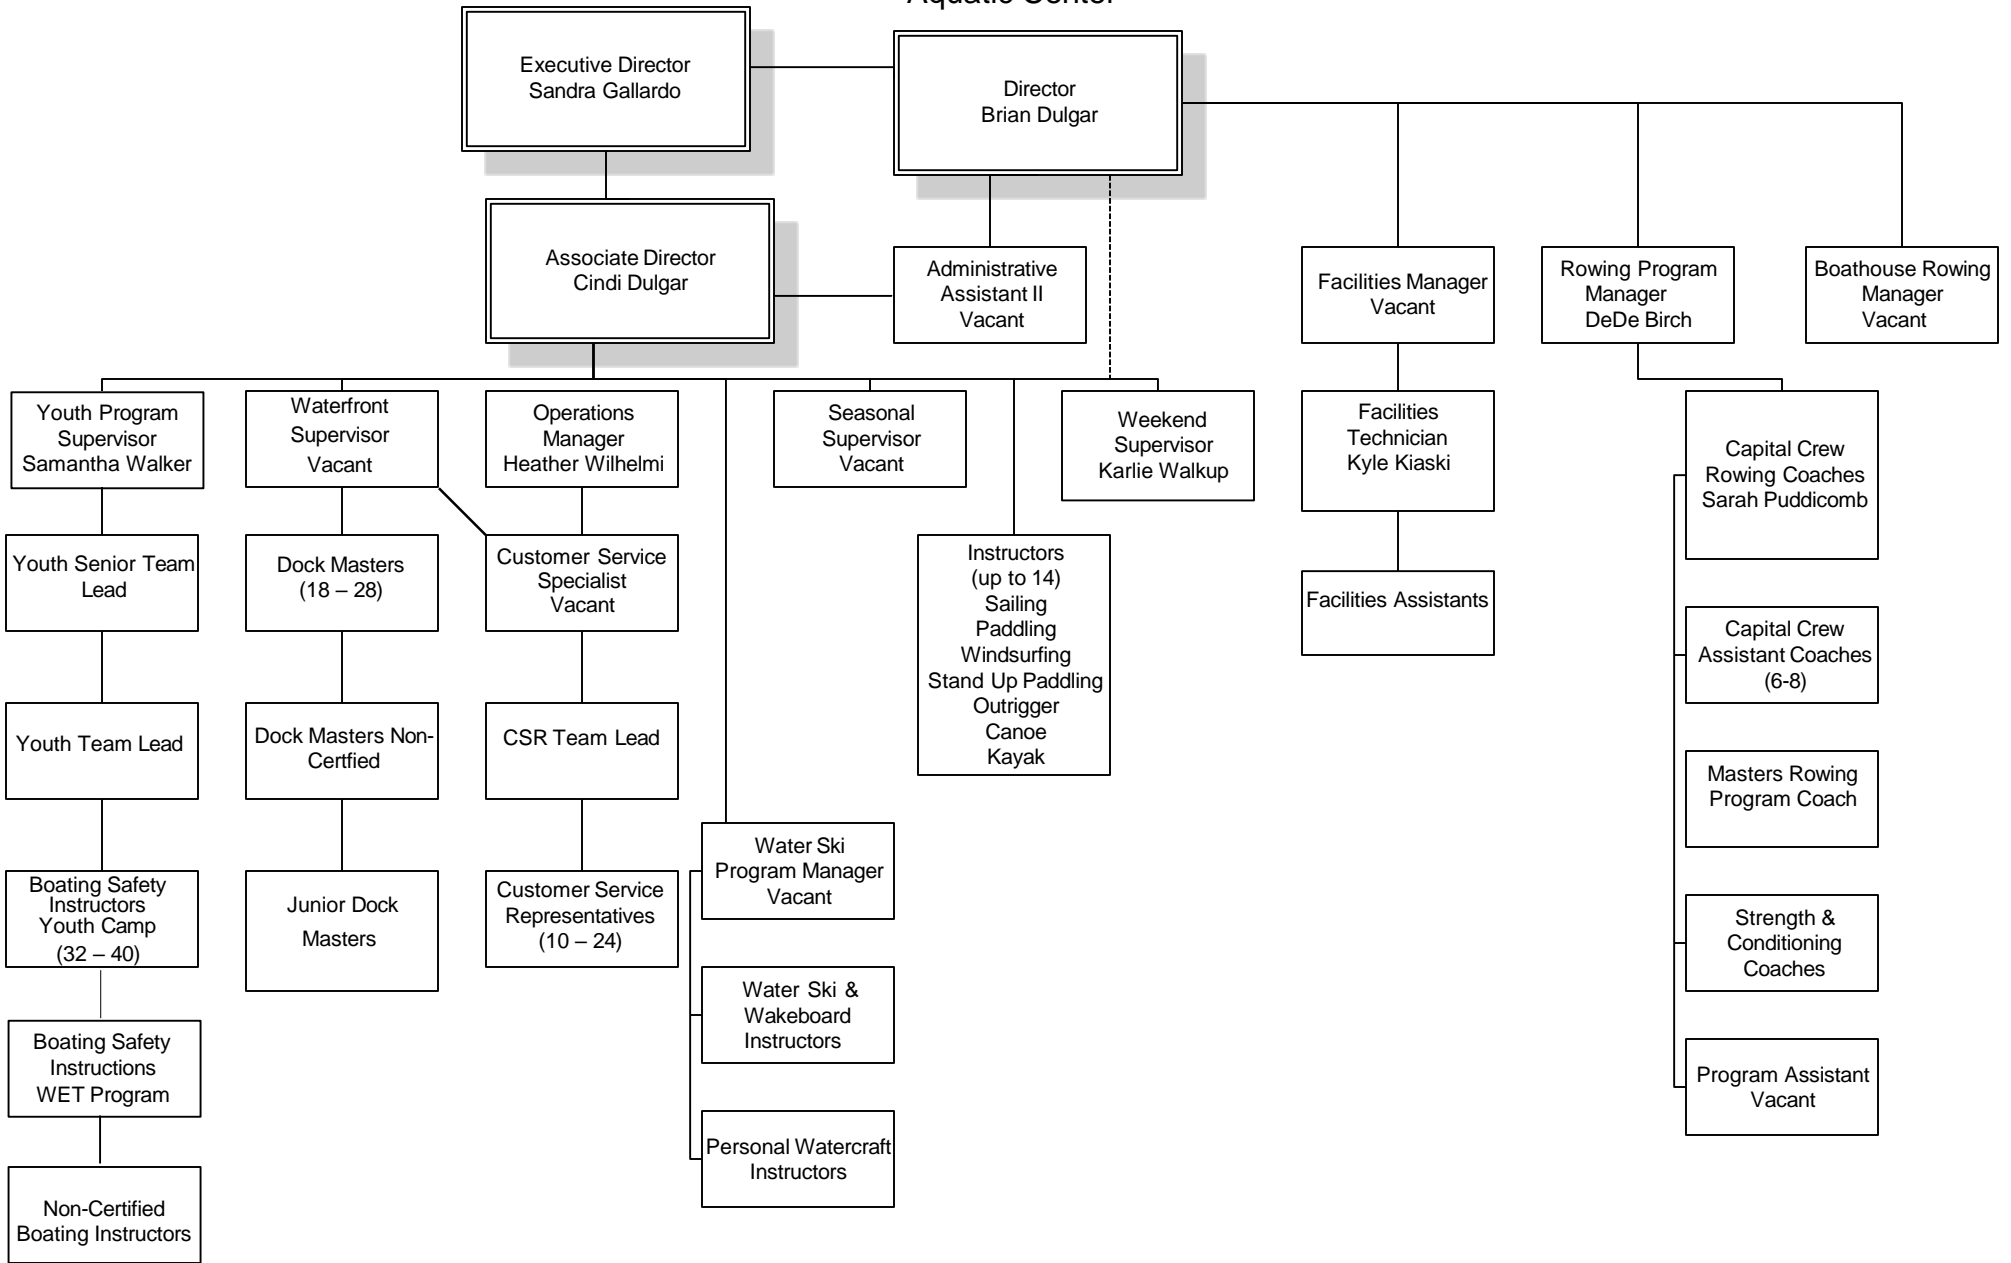 Aquatic Center
Executive Director
Sandra Gallardo
Director
Brian Dulgar
Associate Director
Cindi Dulgar
Administrative
Assistant II
Vacant
Facilities Manager
Vacant
Rowing Program
Manager
DeDe Birch
Boathouse Rowing
Manager
Vacant
Youth Program
Supervisor
Samantha Walker
Waterfront
Supervisor
Vacant
Operations
Manager
Heather Wilhelmi
Seasonal
Supervisor
Vacant
Weekend
Supervisor
Karlie Walkup
Facilities
Technician
Kyle Kiaski
Capital Crew
Rowing Coaches
Sarah Puddicomb
Youth Senior Team
Lead
Dock Masters
(18 – 28)
Customer Service
Specialist
Vacant
Instructors
(up to 14)
Sailing
Paddling
Windsurfing
Stand Up Paddling
Outrigger
Canoe
Kayak
Facilities Assistants
Capital Crew
Assistant Coaches
(6-8)
Youth Team Lead
Dock Masters Non-
Certfied
CSR Team Lead
Masters Rowing
Program Coach
Water Ski
Program Manager
Vacant
Boating Safety
Instructors
Youth Camp
(32 – 40)
Junior Dock
Masters
Customer Service
Representatives
(10 – 24)
Strength &
Conditioning
Coaches
Water Ski &
Wakeboard
Instructors
Boating Safety
Instructions
WET Program
Program Assistant
Vacant
Personal Watercraft
Instructors
Non-Certified
Boating Instructors